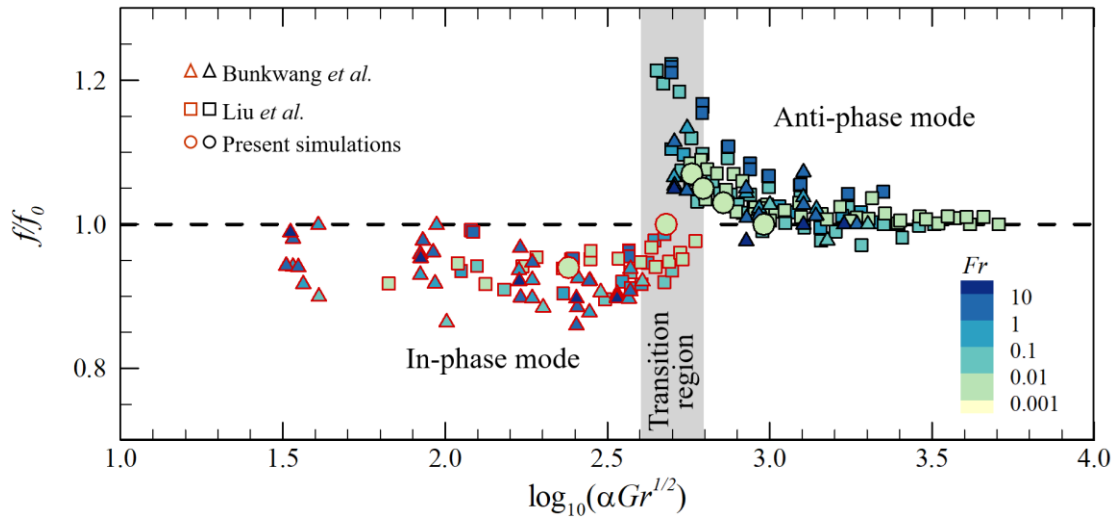 f/f0
1.2
1.0
0.8
Bunkwang et al.
Liu et al.
Present simulations
Anti-phase mode
In-phase mode
Transition
region
Fr
10
1
0.1
0.01
0.001
1.0
1.5
2.0
2.5
3.0
3.5
4.0
log10(αGr1/2)